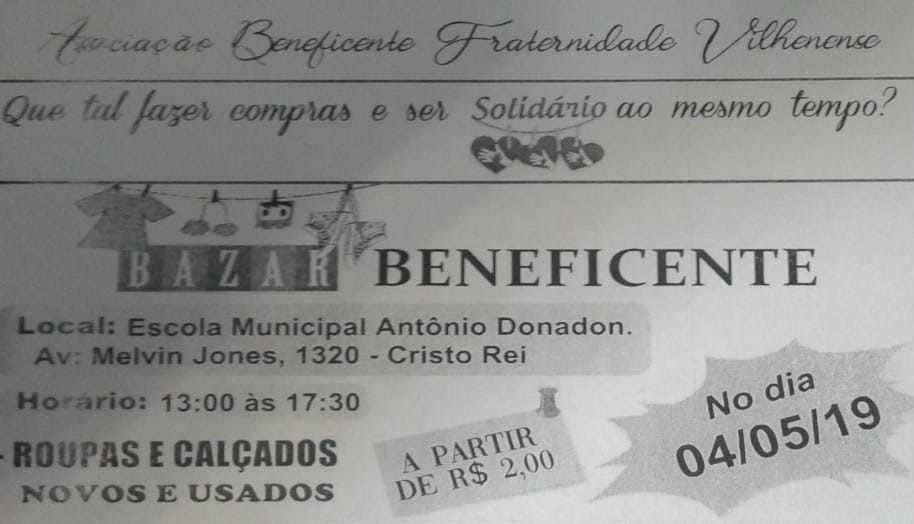 Associação Beneficente Fraternidade Vilhenense
Que tal fazer compras e ser Solidário ao mesmo tempo?
BAZAR BENEFICENTE
Local: Escola Municipal Antônio Donadon.
Av: Melvin Jones, 1320 - Cristo Rei
Horário: 13:00 às 17:30
No dia
04/05/19
- ROUPAS E CALÇADOS
NOVOS E USADOS
A PARTIR
DE R$ 2,00